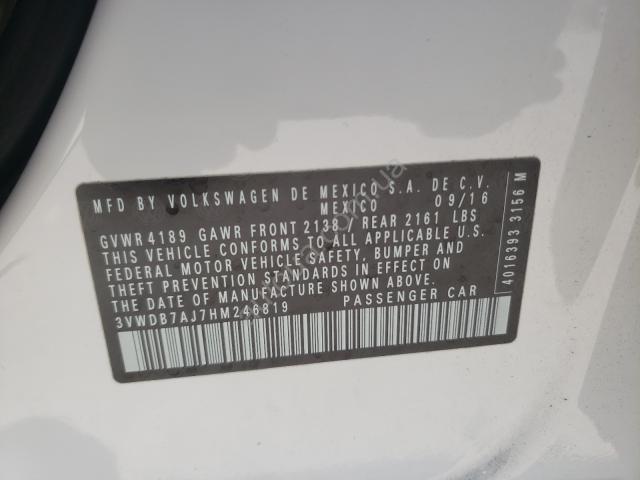 MFD BY VOLKSWAGEN DE MEXICO S.A. DE C.V.
MEXICO 09/16
GVWR 4189 GAWR FRONT 2138 / REAR 2161 LBS
THIS VEHICLE CONFORMS TO ALL APPLICABLE U.S.
FEDERAL MOTOR VEHICLE SAFETY, BUMPER AND
THEFT PREVENTION STANDARDS IN EFFECT ON
THE DATE OF MANUFACTURE SHOWN ABOVE.
3VWDB7AJ7HM246819 PASSENGER CAR
4016393 3156 M